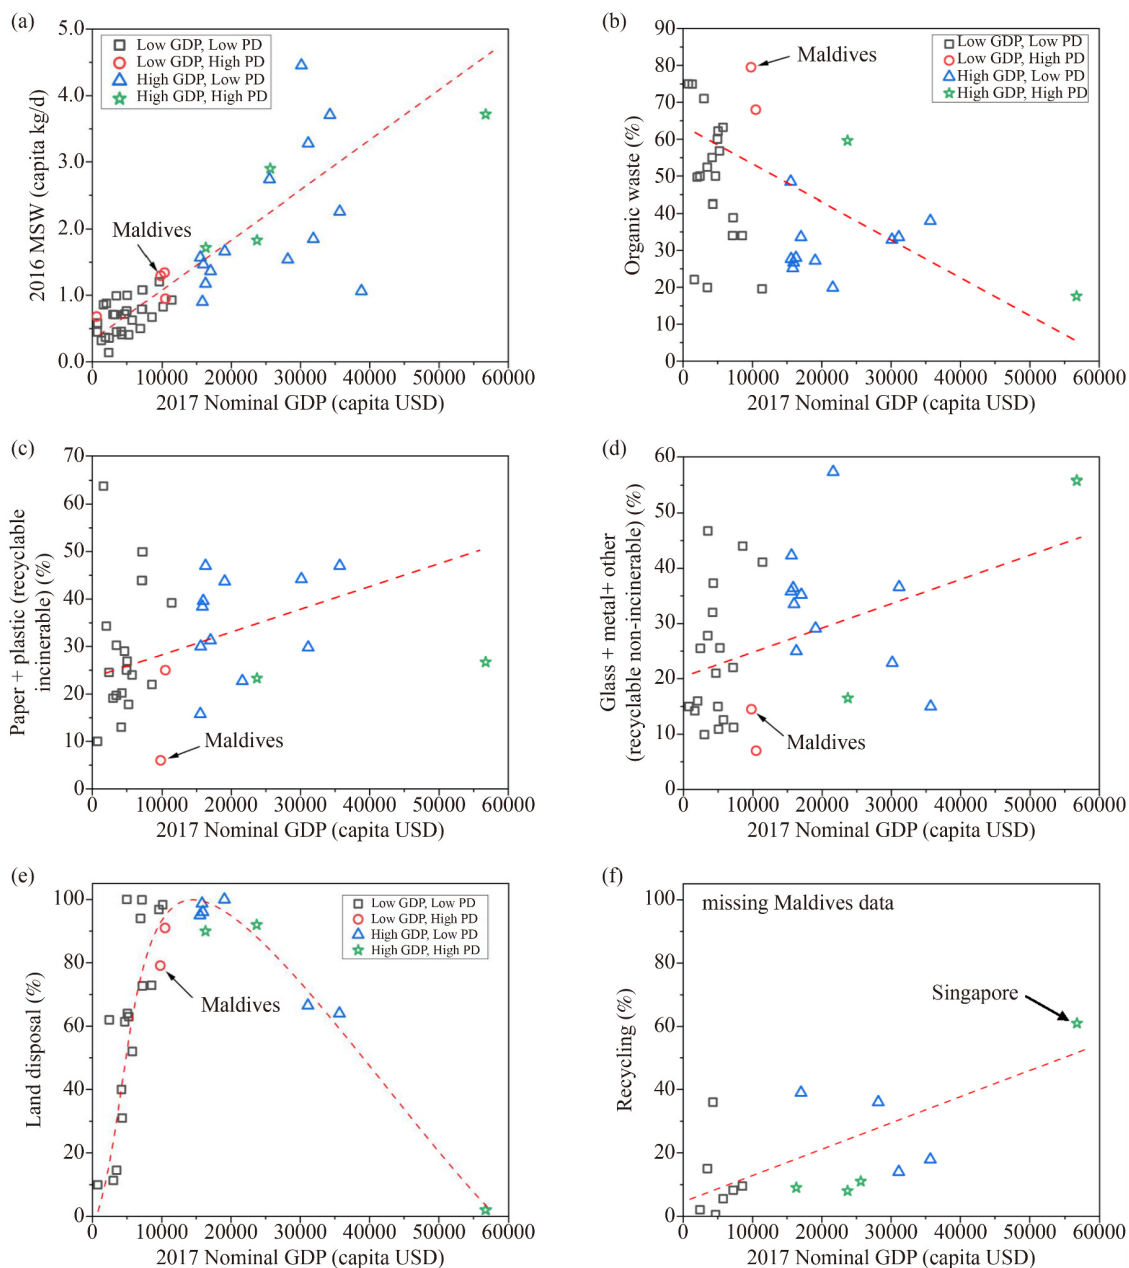 (a)
5.0
4.0
3.0
2.0
1.0
0.0
2016 MSW (capita kg/d)
Low GDP, Low PD
Low GDP, High PD
High GDP, Low PD
High GDP, High PD
Maldives
0 10000 20000 30000 40000 50000 60000
2017 Nominal GDP (capita USD)
(b)
90
80
70
60
50
40
30
20
10
0
Organic waste (%)
Maldives
Low GDP, Low PD
Low GDP, High PD
High GDP, Low PD
High GDP, High PD
0 10000 20000 30000 40000 50000 60000
2017 Nominal GDP (capita USD)
(c)
70
60
50
40
30
20
10
0
Paper + plastic (recyclable
incinerable) (%)
Maldives
0 10000 20000 30000 40000 50000 60000
2017 Nominal GDP (capita USD)
(d)
60
50
40
30
20
10
0
Glass + metal+ other
(recyclable non-incinerable) (%)
Maldives
0 10000 20000 30000 40000 50000 60000
2017 Nominal GDP (capita USD)
(e)
100
80
60
40
20
0
Land disposal (%)
Low GDP, Low PD
Low GDP, High PD
High GDP, Low PD
High GDP, High PD
Maldives
0 10000 20000 30000 40000 50000 60000
2017 Nominal GDP (capita USD)
(f)
100
80
60
40
20
0
Recycling (%)
missing Maldives data
Singapore
0 10000 20000 30000 40000 50000 60000
2017 Nominal GDP (capita USD)